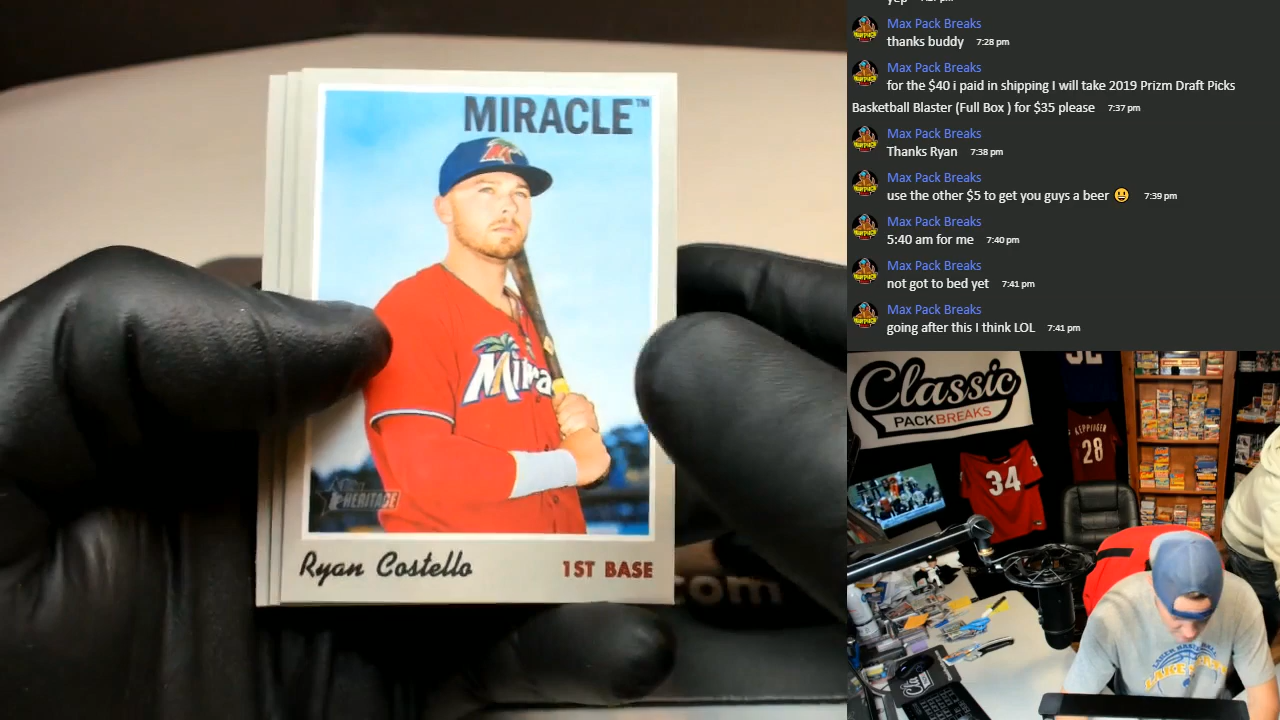 MIRACLE™
Mira
HERITAGE
Ryan Costello
1ST BASE
.com
Max Pack Breaks
thanks buddy 7:28 pm
Max Pack Breaks
for the $40 i paid in shipping I will take 2019 Prizm Draft Picks
Basketball Blaster (Full Box ) for $35 please 7:37 pm
Max Pack Breaks
Thanks Ryan 7:38 pm
Max Pack Breaks
use the other $5 to get you guys a beer 😀 7:39 pm
Max Pack Breaks
5:40 am for me 7:40 pm
Max Pack Breaks
not got to bed yet 7:41 pm
Max Pack Breaks
going after this I think LOL 7:41 pm
Classic
PACKBREAKS
KEPPINGER
28
34